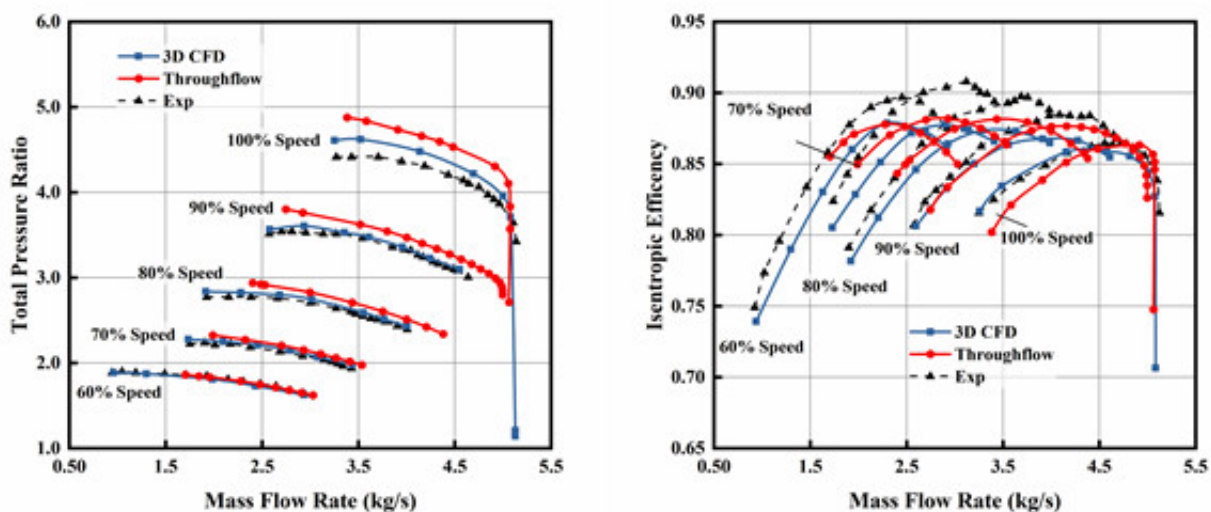 6.0
3D CFD
Throughflow
Exp
5.0
100% Speed
4.0
90% Speed
3.0
80% Speed
70% Speed
2.0
60% Speed
1.0
0.50
1.5
2.5
3.5
4.5
5.5
Total Pressure Ratio
Mass Flow Rate (kg/s)
0.95
0.90
70% Speed
0.85
0.80
90% Speed
100% Speed
80% Speed
0.75
60% Speed
3D CFD
Throughflow
Exp
0.70
0.65
0.50
1.5
2.5
3.5
4.5
5.5
Isentropic Efficency
Mass Flow Rate (kg/s)